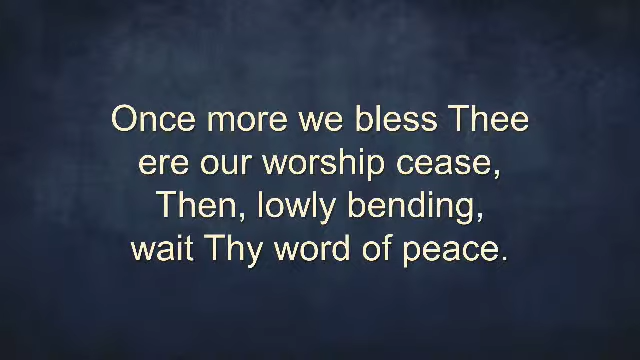 Once more we bless Thee
ere our worship cease,
Then, lowly bending,
wait Thy word of peace.